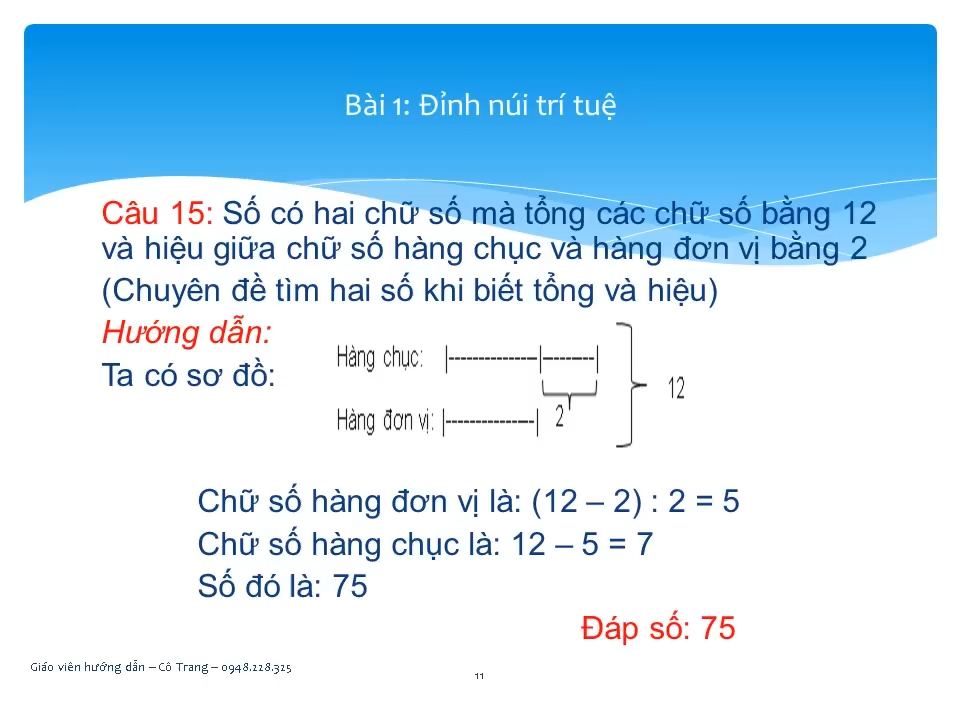 Bài 1: Đỉnh núi trí tuệ
Câu 15: Số có hai chữ số mà tổng các chữ số bằng 12
và hiệu giữa chữ số hàng chục và hàng đơn vị bằng 2
(Chuyên đề tìm hai số khi biết tổng và hiệu)
Hướng dẫn:
Ta có sơ đồ:
Hàng chục: |---------------|---------|
12
Hàng đơn vị: |---------------| 2
Chữ số hàng đơn vị là: (12 – 2) : 2 = 5
Chữ số hàng chục là: 12 – 5 = 7
Số đó là: 75
Đáp số: 75
Giáo viên hướng dẫn – Cô Trang – 0948.228.325
11